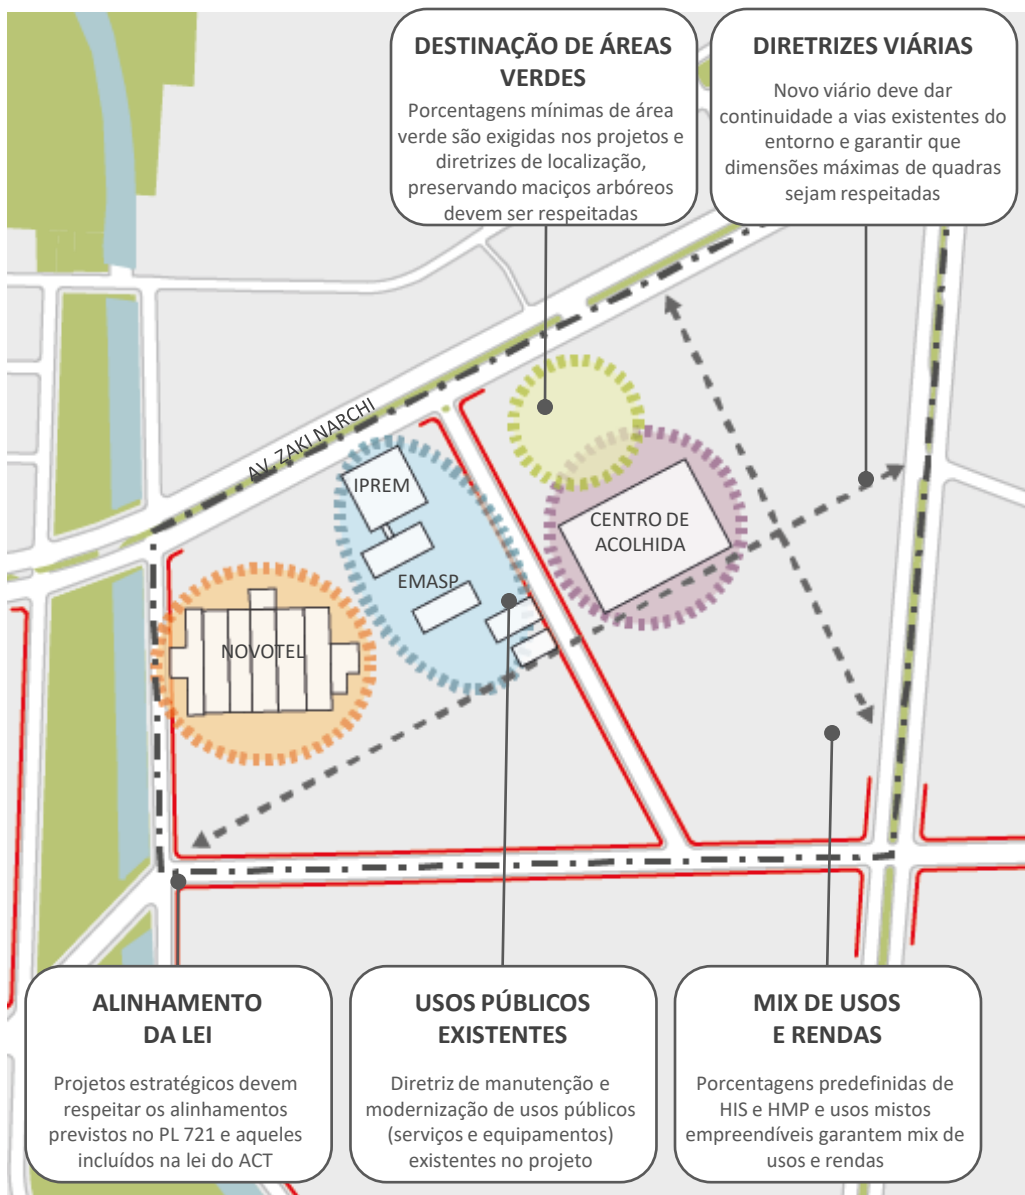 DESTINAÇÃO DE ÁREAS
VERDES
Porcentagens mínimas de área
verde são exigidas nos projetos e
diretrizes de localização,
preservando maciços arbóreos
devem ser respeitadas
DIRETRIZES VIÁRIAS
Novo viário deve dar
continuidade a vias existentes do
entorno e garantir que
dimensões máximas de quadras
sejam respeitadas
AV. ZAKI NARCHI
IPREM
EMASP
CENTRO DE
ACOLHIDA
NOVOTEL
ALINHAMENTO
DA LEI
Projetos estratégicos devem
respeitar os alinhamentos
previstos no PL 721 e aqueles
incluídos na lei do ACT
USOS PÚBLICOS
EXISTENTES
Diretriz de manutenção e
modernização de usos públicos
(serviços e equipamentos)
existentes no projeto
MIX DE USOS
E RENDAS
Porcentagens predefinidas de
HIS e HMP e usos mistos
empreendíveis garantem mix de
usos e rendas